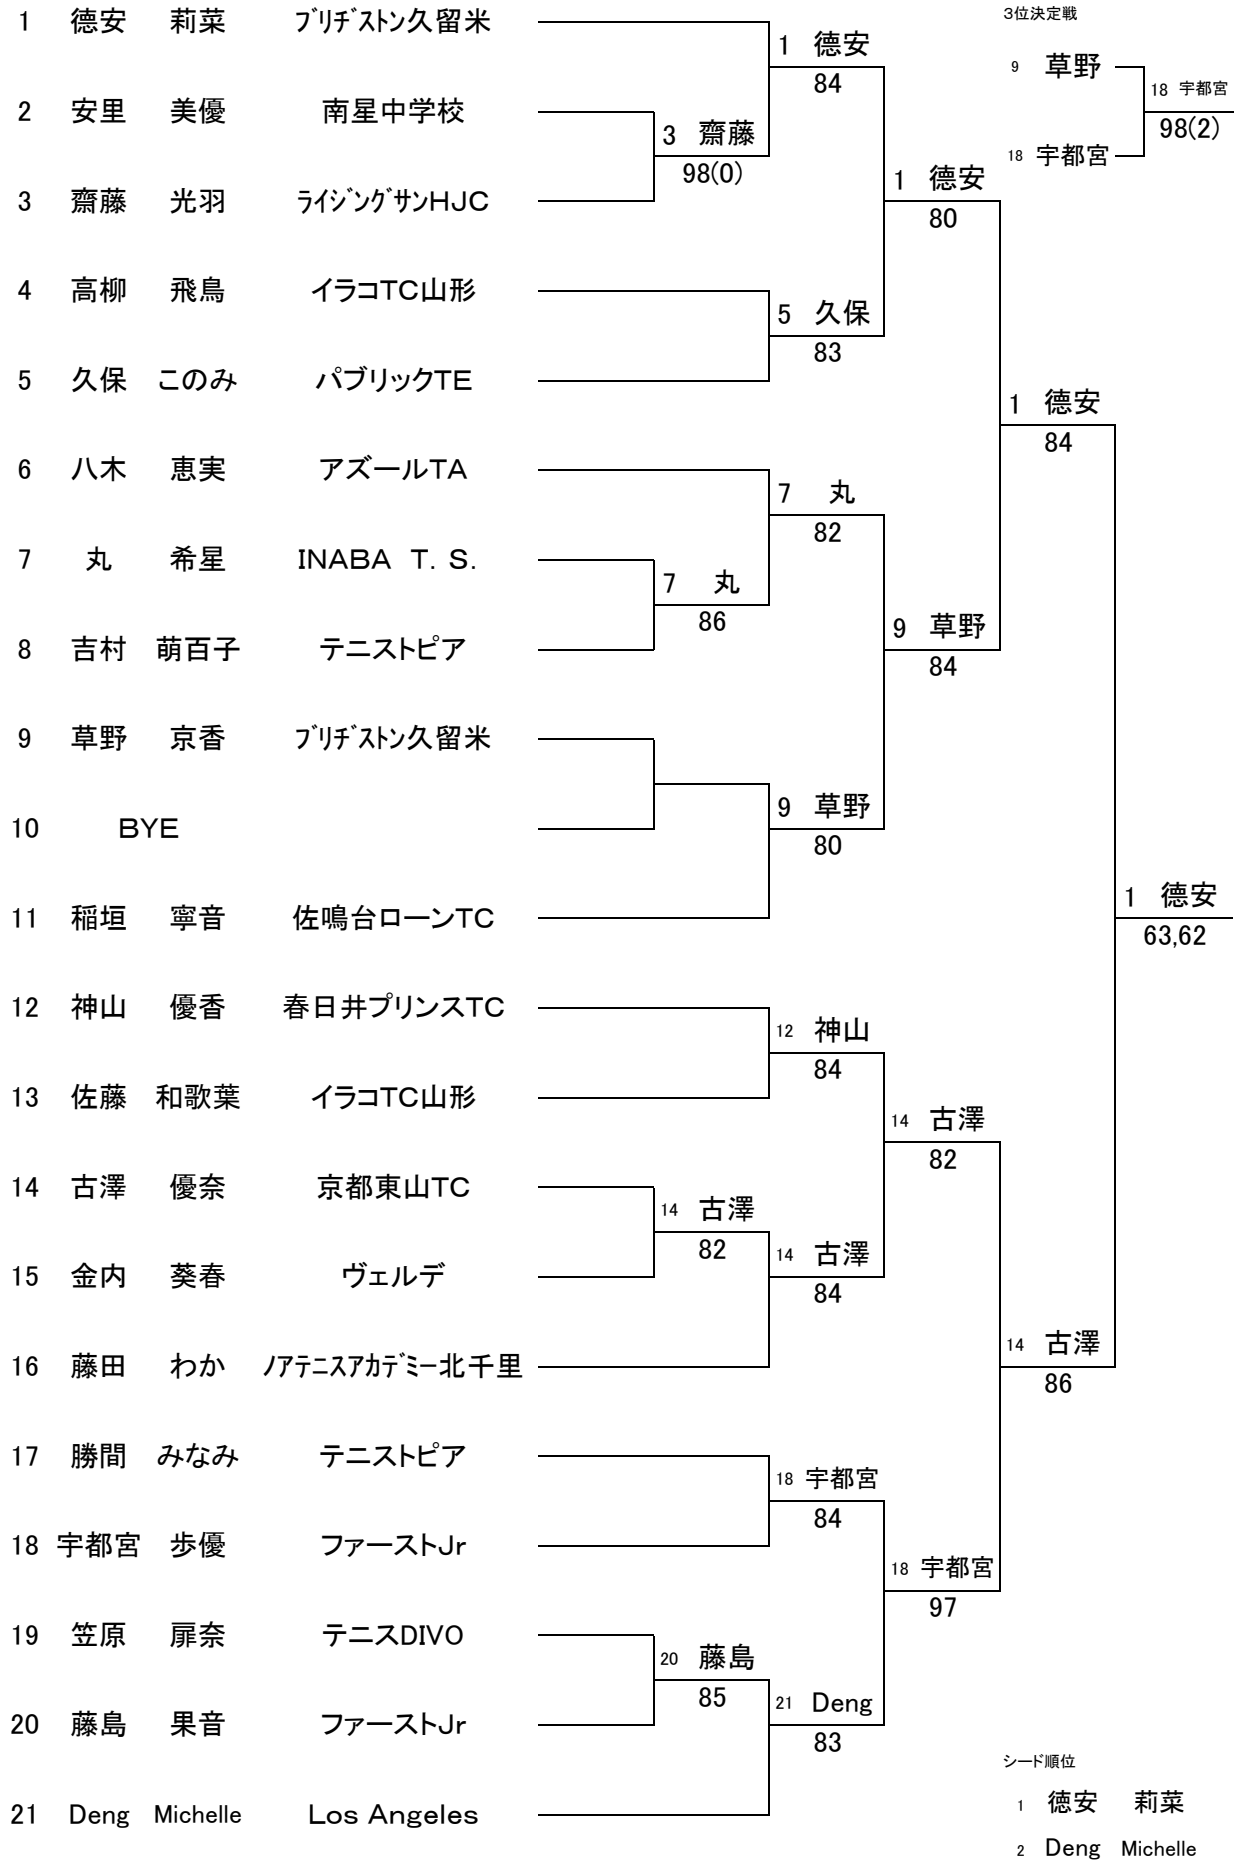 1 德安 莉菜 ﾌﾞﾘﾁﾞｽﾄﾝ久留米
2 安里 美優 南星中学校
3 齋藤 光羽 ﾗｲｼﾞﾝｸﾞｻﾝHJC
4 高柳 飛鳥 イラコTC山形
5 久保 このみ パブリックTE
6 八木 恵実 アズールTA
7 丸 希星 INABA T. S.
8 吉村 萌百子 テニストピア
9 草野 京香 ﾌﾞﾘﾁﾞｽﾄﾝ久留米
10 BYE
11 稲垣 寧音 佐鳴台ローンTC
12 神山 優香 春日井プリンスTC
13 佐藤 和歌葉 イラコTC山形
14 古澤 優奈 京都東山TC
15 金内 葵春 ヴェルデ
16 藤田 わか ﾉｱﾃﾆｽｱｶﾃﾞﾐｰ北千里
17 勝間 みなみ テニストピア
18 宇都宮 歩優 ファーストJr
19 笠原 扉奈 テニスDIVO
20 藤島 果音 ファーストJr
21 Deng Michelle Los Angeles
3 齋藤
98(0)
7 丸
86
14 古澤
82
20 藤島
85
1 德安
84
5 久保
83
7 丸
82
9 草野
80
12 神山
84
14 古澤
84
18 宇都宮
84
21 Deng
83
1 德安
80
9 草野
84
14 古澤
82
18 宇都宮
97
1 德安
84
14 古澤
86
1 德安
63,62
3位決定戦
9 草野
18 宇都宮
18 宇都宮
98(2)
シード順位
1 徳安 莉菜
2 Deng Michelle